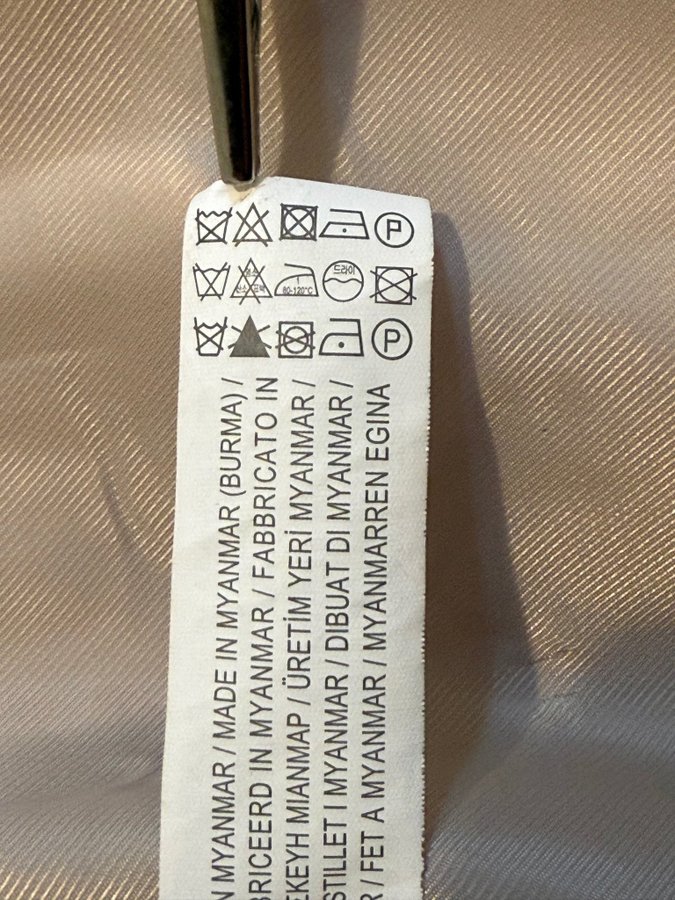 P
80-120°C 드라이
P
N MYANMAR / MADE IN MYANMAR (BURMA) /
BRICEERD IN MYANMAR / FABBRICATO IN
EKEYH MIANMAP / ÜRETİM YERİ MYANMAR /
STILLET I MYANMAR / DIBUAT DI MYANMAR /
R / FET A MYANMAR / MYANMARREN EGINA